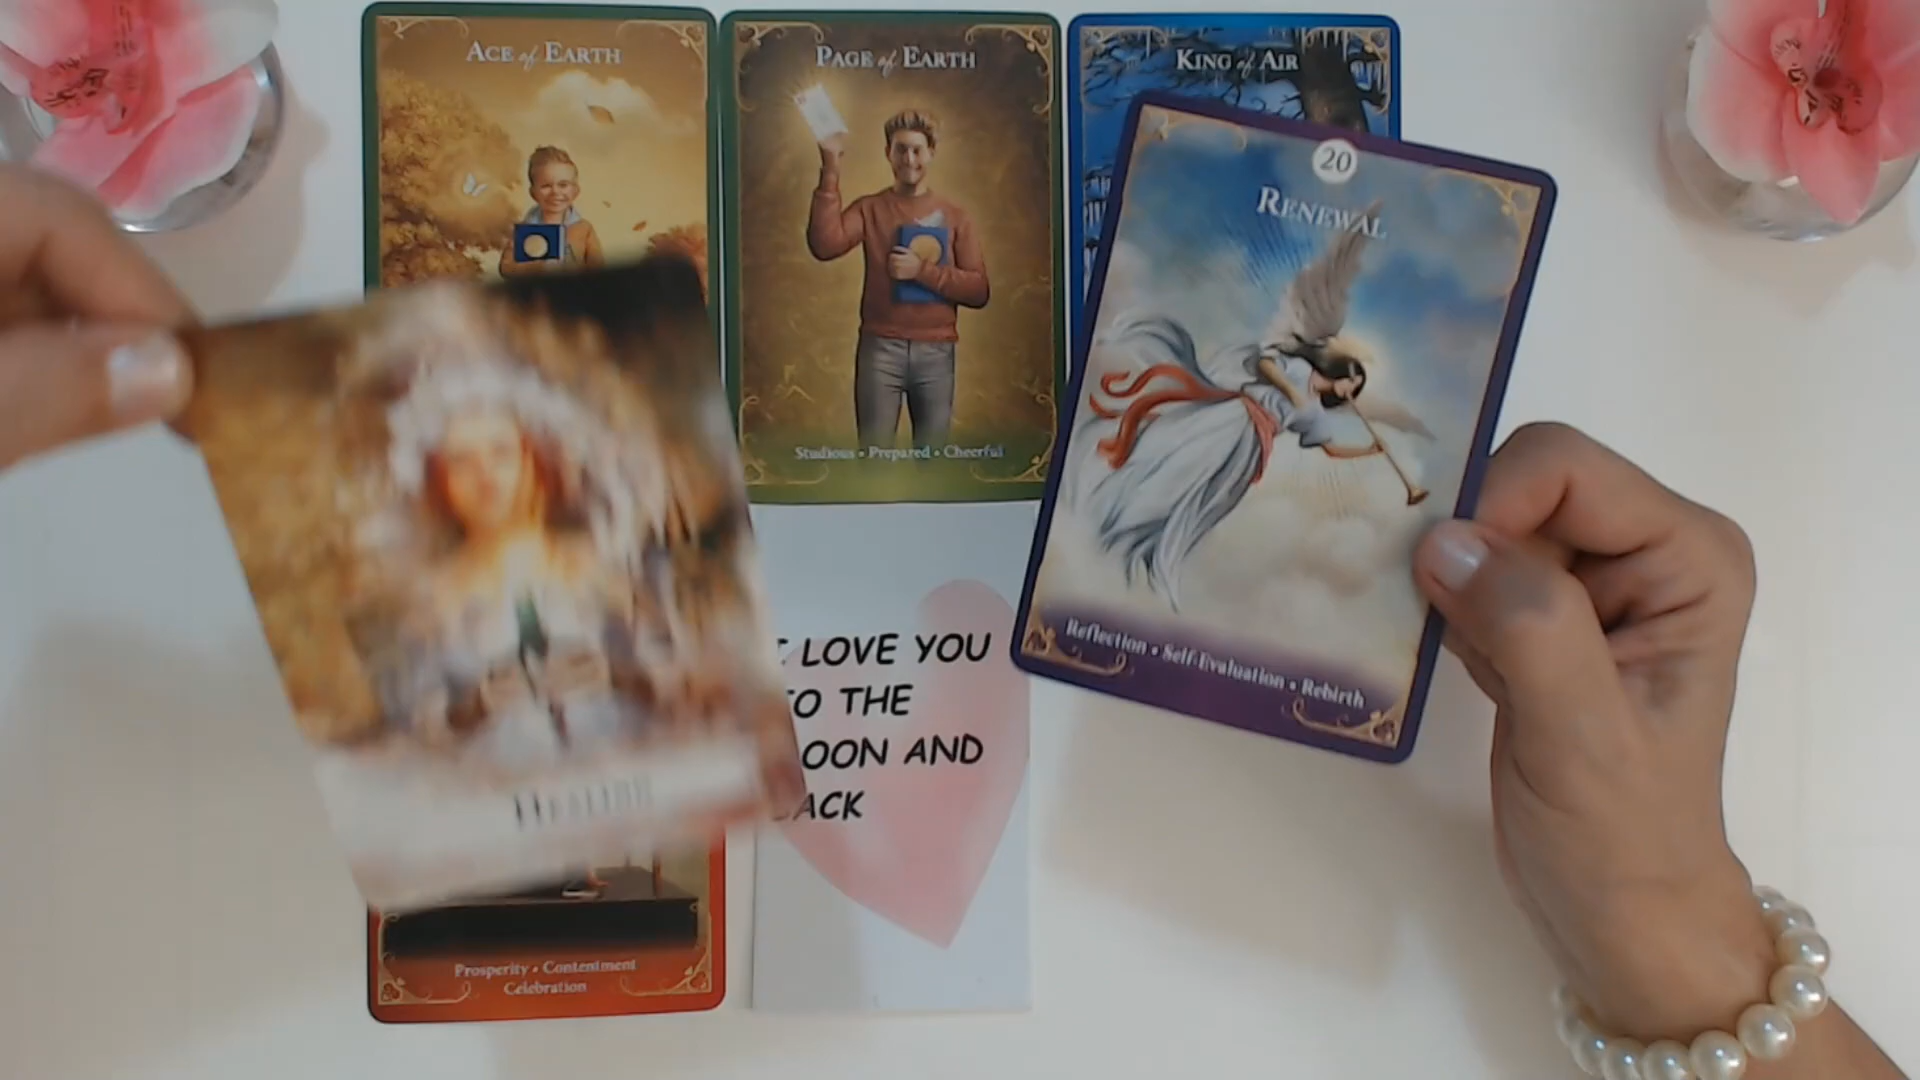 ACE of EARTH
PAGE of EARTH
KING of AIR
20
RENEWAL
Studious • Prepared • Cheerful
Reflection • Self-Evaluation • Rebirth
LOVE YOU
TO THE
OON AND
ACK
HEALING
Prosperity • Contentment
Celebration